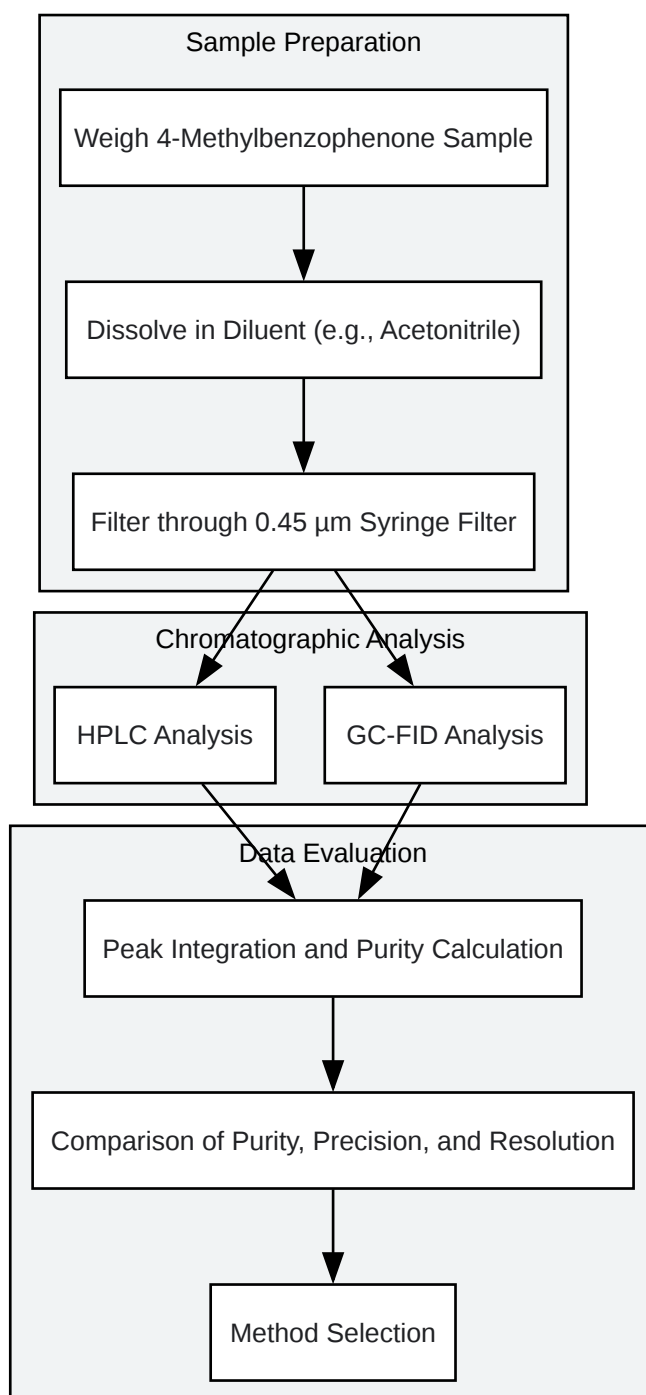 Sample Preparation
Weigh 4-Methylbenzophenone Sample
Dissolve in Diluent (e.g., Acetonitrile)
Filter through 0.45 µm Syringe Filter
Chromatographic Analysis
HPLC Analysis
GC-FID Analysis
Data Evaluation
Peak Integration and Purity Calculation
Comparison of Purity, Precision, and Resolution
Method Selection